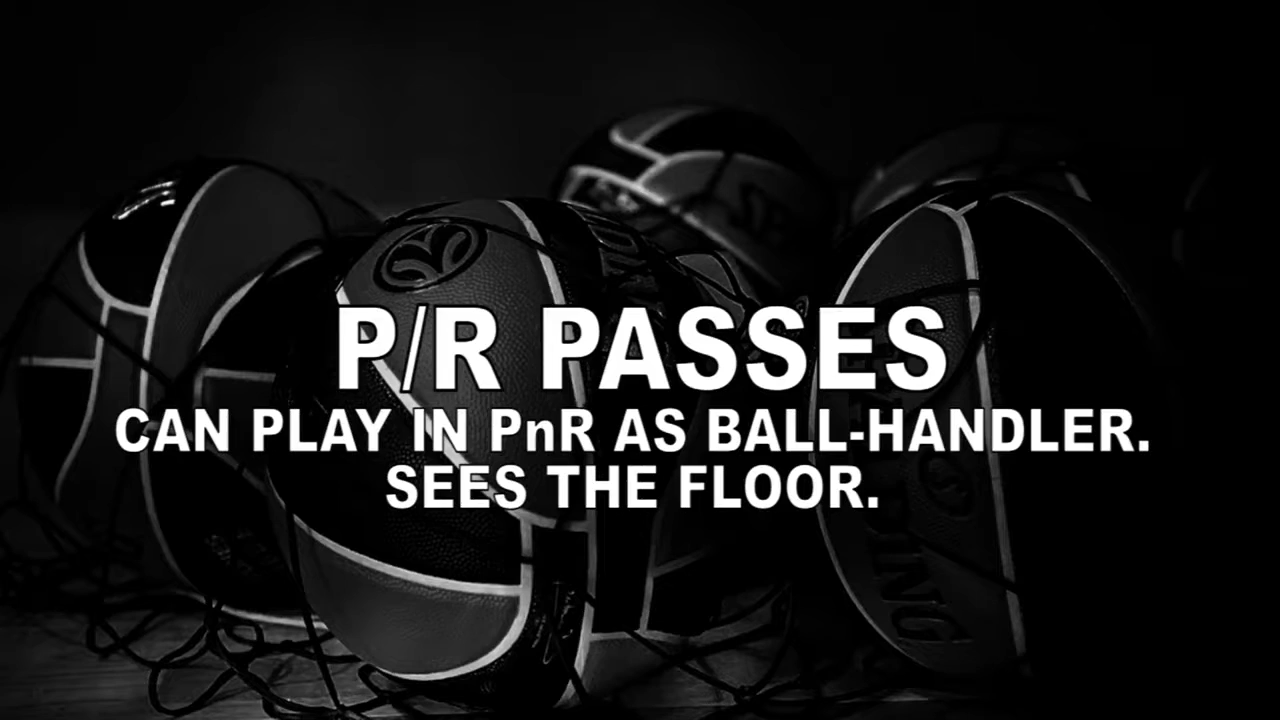 P/R PASSES
CAN PLAY IN PnR AS BALL-HANDLER.
SEES THE FLOOR.